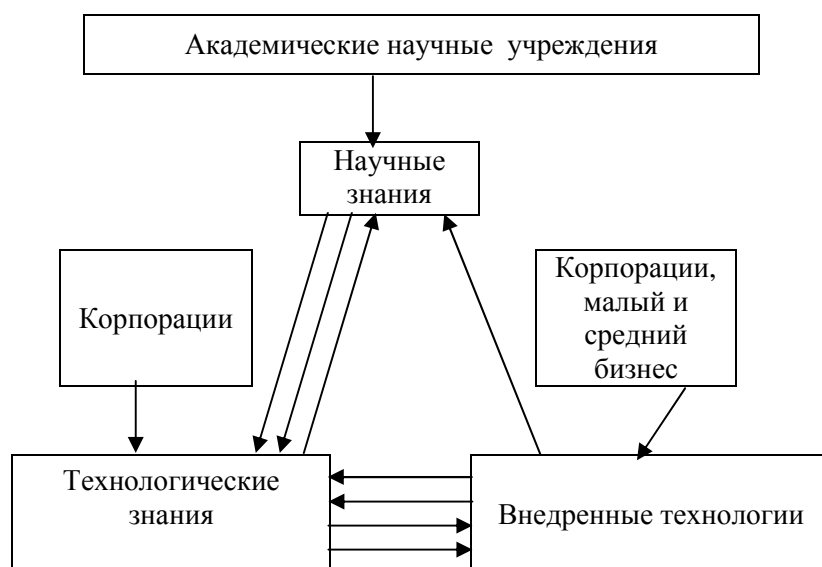 Академические научные учреждения
Научные
знания
Корпорации
Корпорации,
малый и
средний
бизнес
Технологические
знания
Внедренные технологии